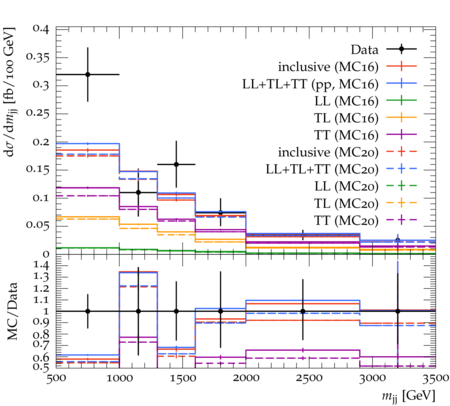 dσ/dmjj [fb/100 GeV]
0.4
0.35
0.3
0.25
0.2
0.15
0.1
0.05
0
Data
inclusive (MC16)
LL+TL+TT (pp, MC16)
LL (MC16)
TL (MC16)
TT (MC16)
inclusive (MC20)
LL+TL+TT (MC20)
LL (MC20)
TL (MC20)
TT (MC20)
MC/Data
1.4
1.3
1.2
1.1
1
0.9
0.8
0.7
0.6
0.5
500 1000 1500 2000 2500 3000 3500
mjj [GeV]